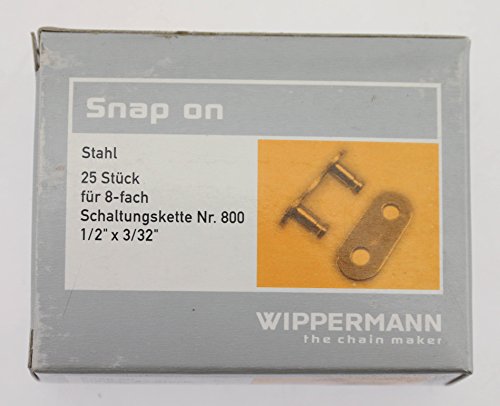 Snap on
Stahl
25 Stück
für 8-fach
Schaltungskette Nr. 800
1/2" x 3/32"
WIPPERMANN
the chain maker